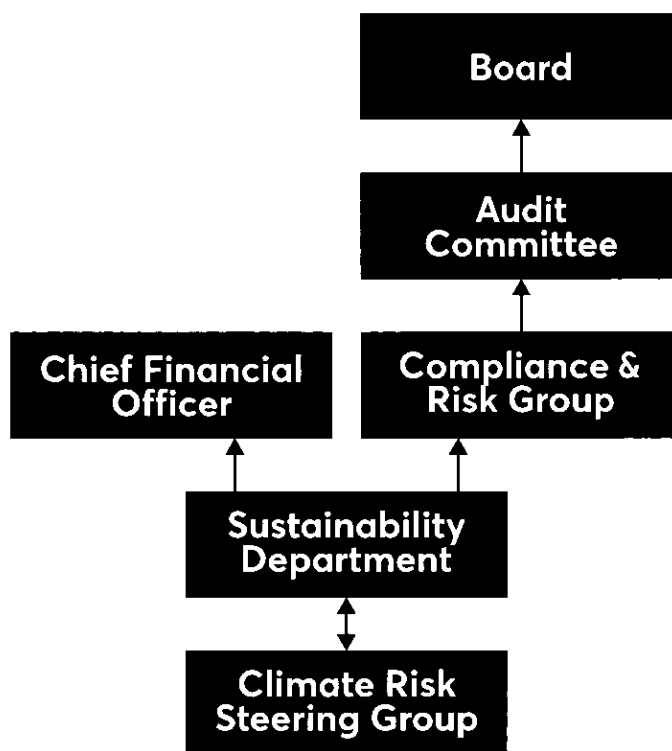 Board
Audit
Committee
Chief Financial
Officer
Compliance &
Risk Group
Sustainability
Department
Climate Risk
Steering Group